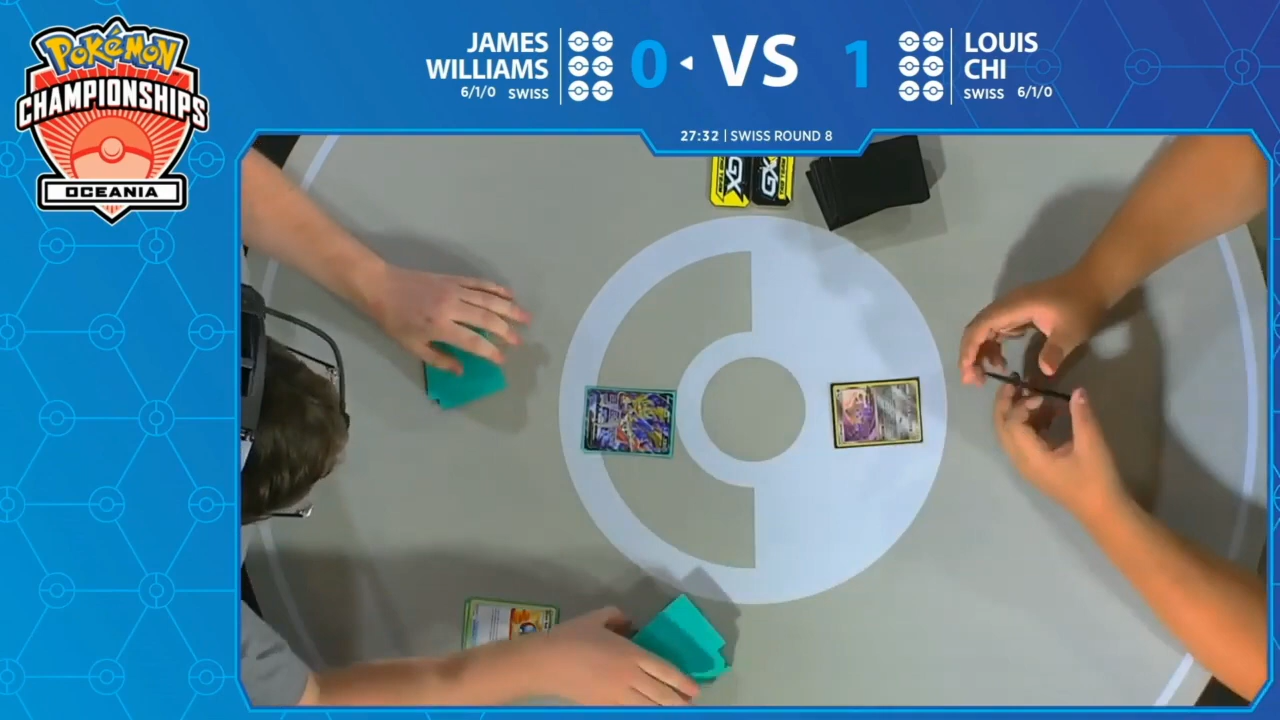 Pokémon
CHAMPIONSHIPS
OCEANIA
JAMES
WILLIAMS
6/1/0 SWISS
0
VS
1
LOUIS
CHI
SWISS 6/1/0
27:32 | SWISS ROUND 8
GX
GX